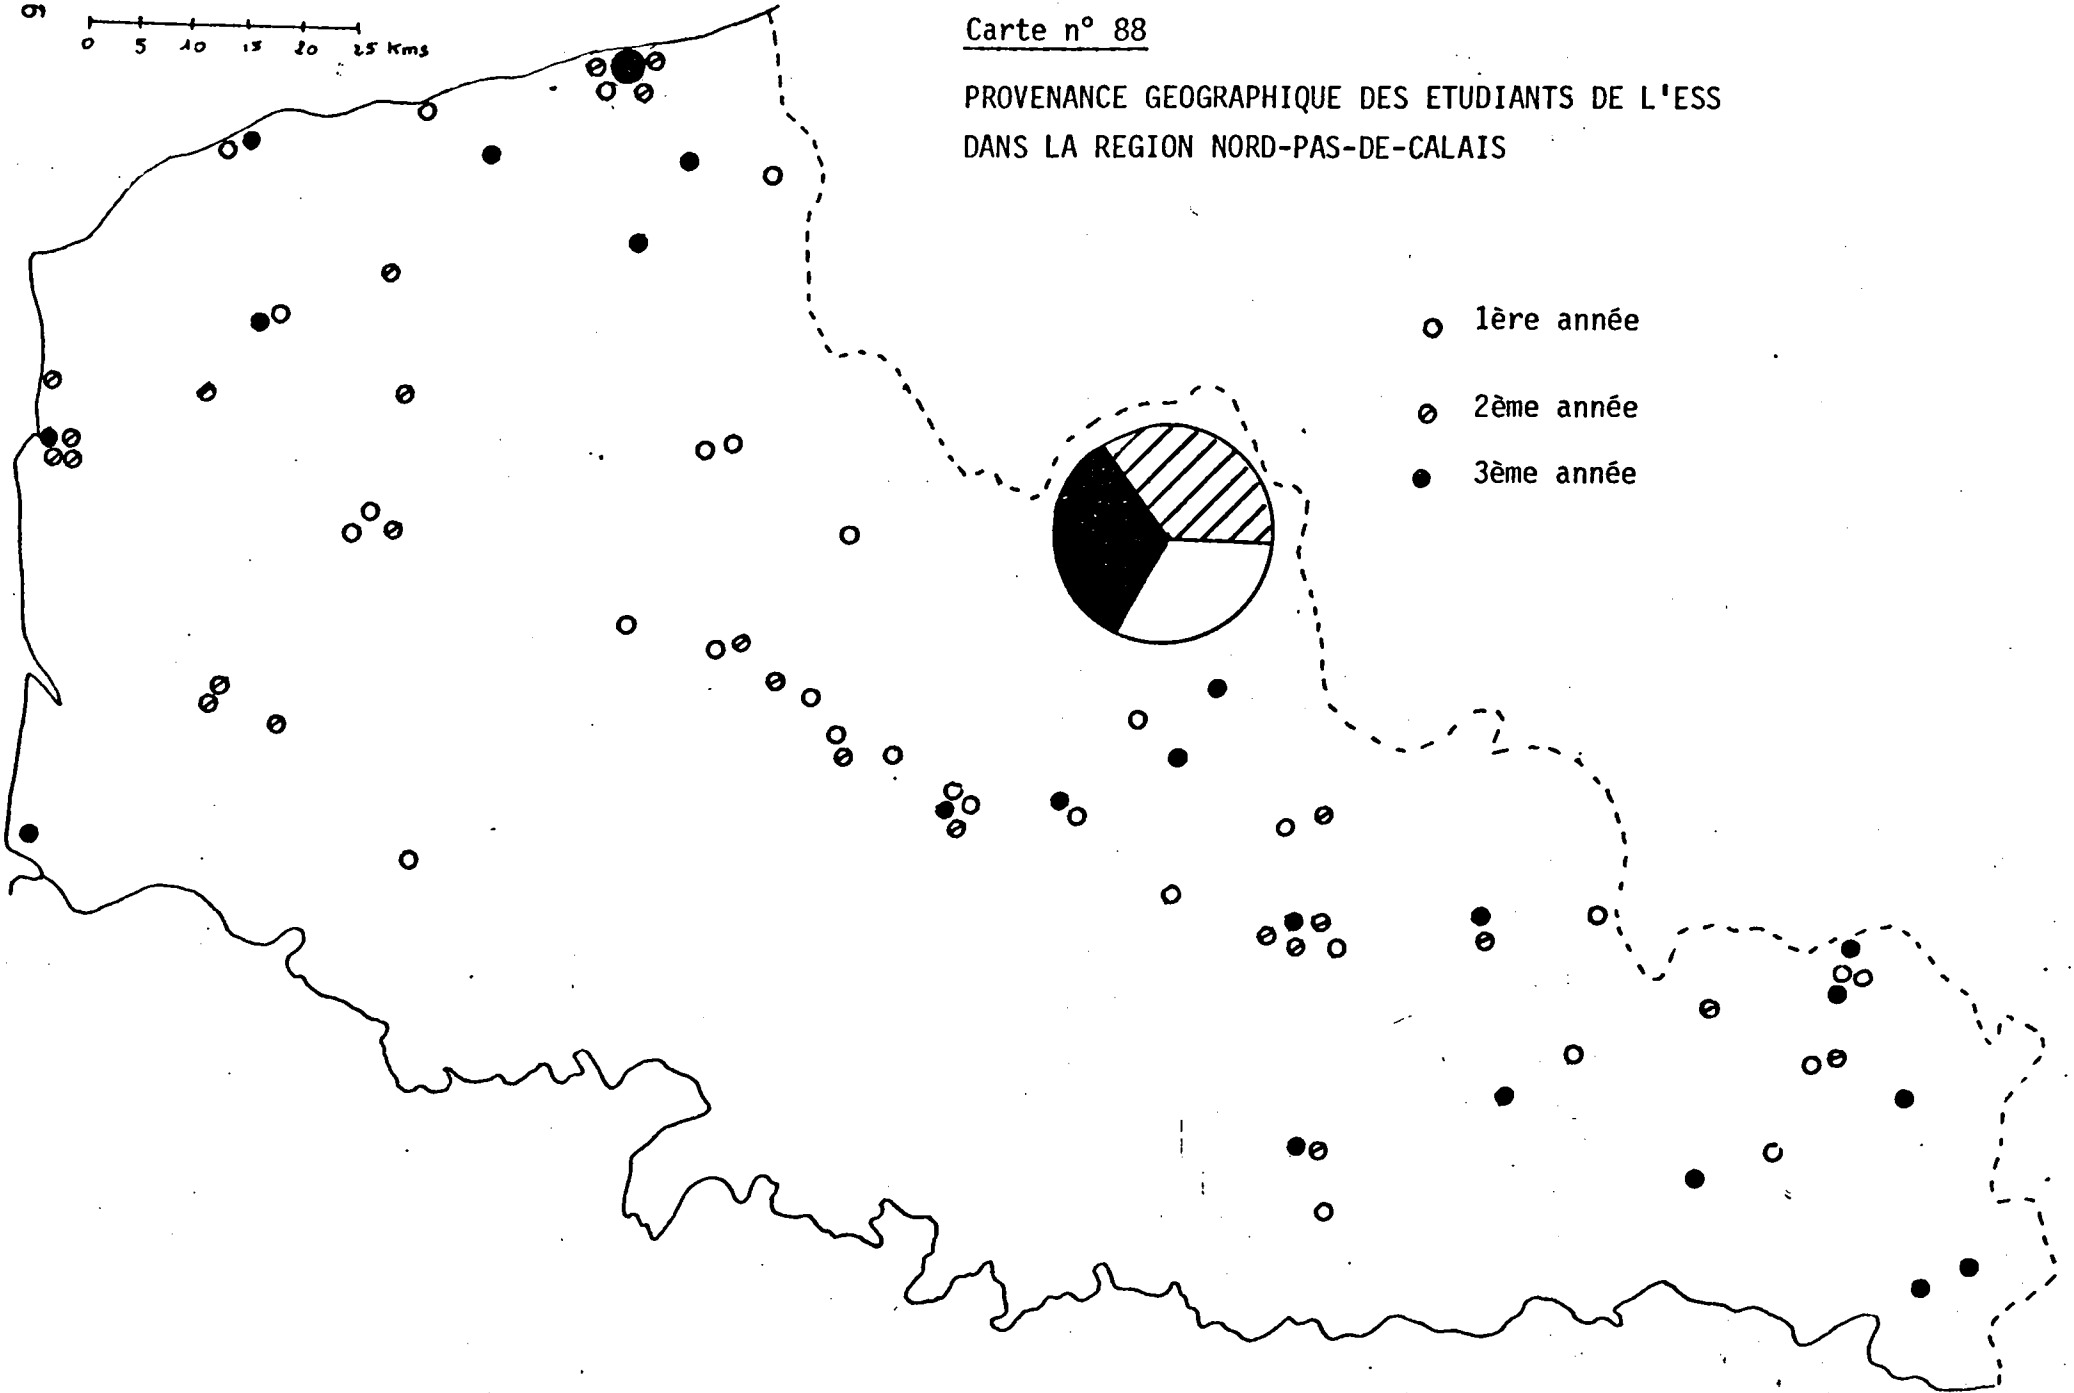 0 5 10 15 20 25 Kms
Carte n° 88
PROVENANCE GEOGRAPHIQUE DES ETUDIANTS DE L'ESS
DANS LA REGION NORD-PAS-DE-CALAIS
1ère année
2ème année
3ème année